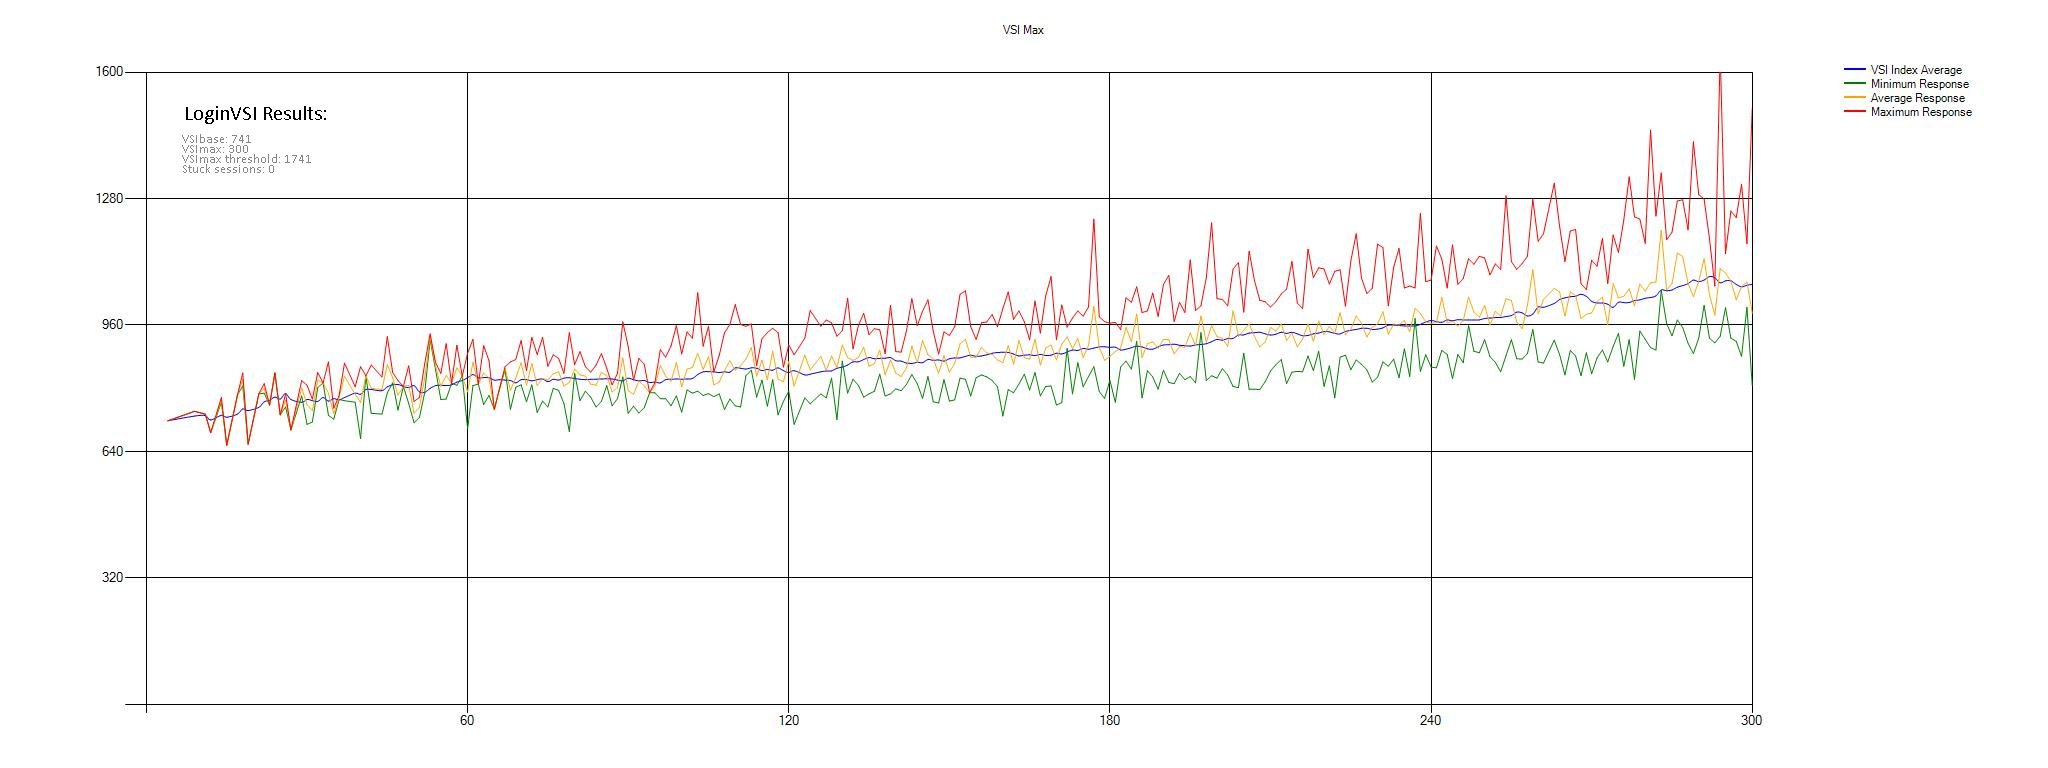 VSI Max
1600
1280
960
640
320
60
120
180
240
300
LoginVSI Results:
VSIbase: 741
VSImax: 300
VSImax threshold: 1741
Stuck sessions: 0
VSI Index Average
Minimum Response
Average Response
Maximum Response